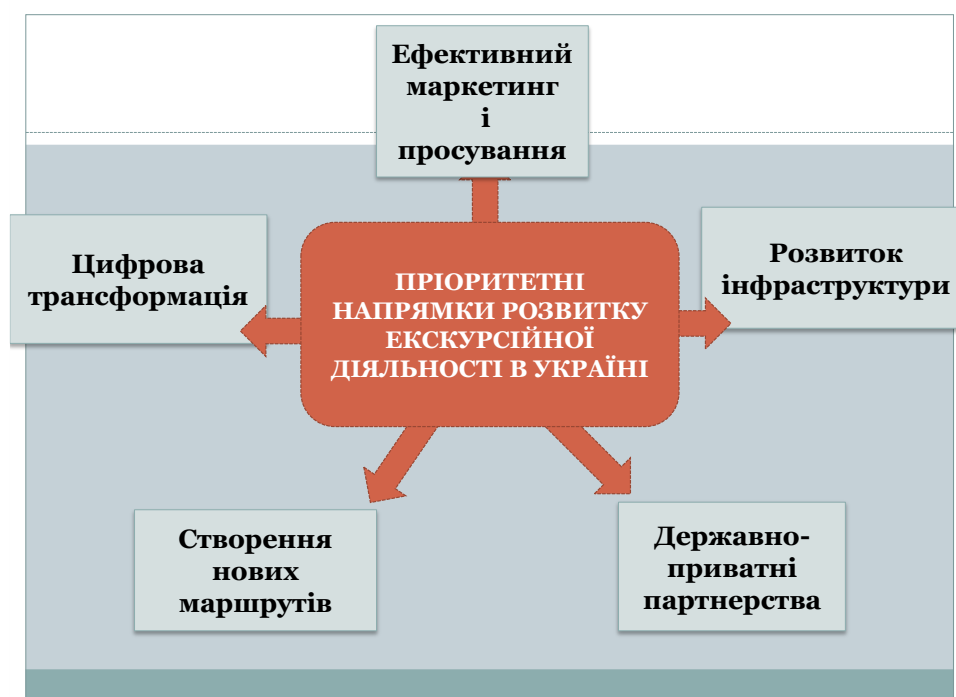 Ефективний
маркетинг
і
просування
Цифрова
трансформація
ПРІОРИТЕТНІ
НАПРЯМКИ РОЗВИТКУ
ЕКСКУРСІЙНОЇ
ДІЯЛЬНОСТІ В УКРАЇНІ
Розвиток
інфраструктури
Створення
нових
маршрутів
Державно-
приватні
партнерства